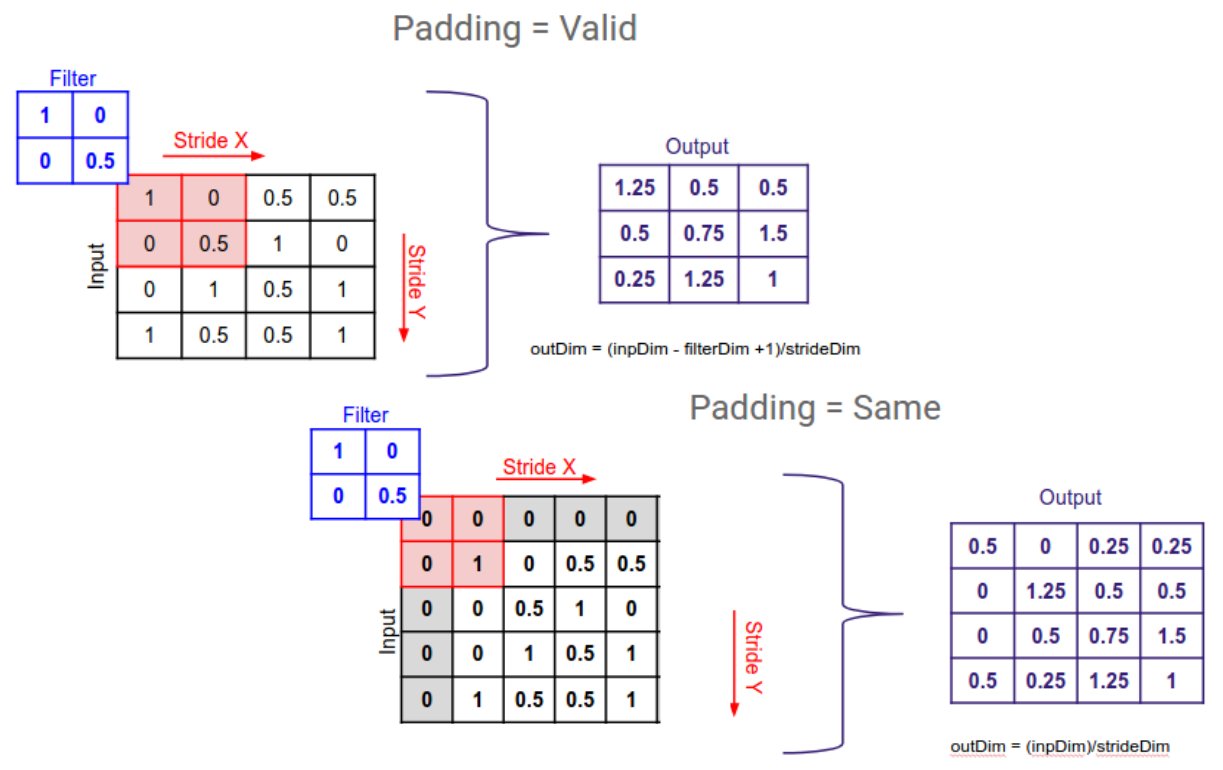 Padding = Valid
Filter
1 0
0 0.5
Stride X
Input
1 0 0.5 0.5
0 0.5 1 0
0 1 0.5 1
1 0.5 0.5 1
Stride Y
Output
1.25 0.5 0.5
0.5 0.75 1.5
0.25 1.25 1
outDim = (inpDim - filterDim +1)/strideDim
Padding = Same
Filter
1 0
0 0.5
Stride X
Input
0 0 0 0 0
0 1 0 0.5 0.5
0 0 0.5 1 0
0 0 1 0.5 1
0 1 0.5 0.5 1
Stride Y
Output
0.5 0 0.25 0.25
0 1.25 0.5 0.5
0 0.5 0.75 1.5
0.5 0.25 1.25 1
outDim = (inpDim)/strideDim